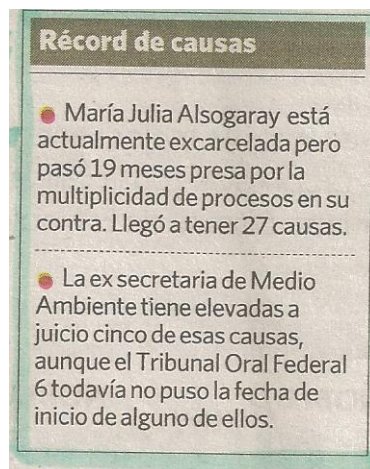 Récord de causas
María Julia Alsogaray está
actualmente excarcelada pero
pasó 19 meses presa por la
multiplicidad de procesos en su
contra. Llegó a tener 27 causas.
La ex secretaria de Medio
Ambiente tiene elevadas a
juicio cinco de esas causas,
aunque el Tribunal Oral Federal
6 todavía no puso la fecha de
inicio de alguno de ellos.